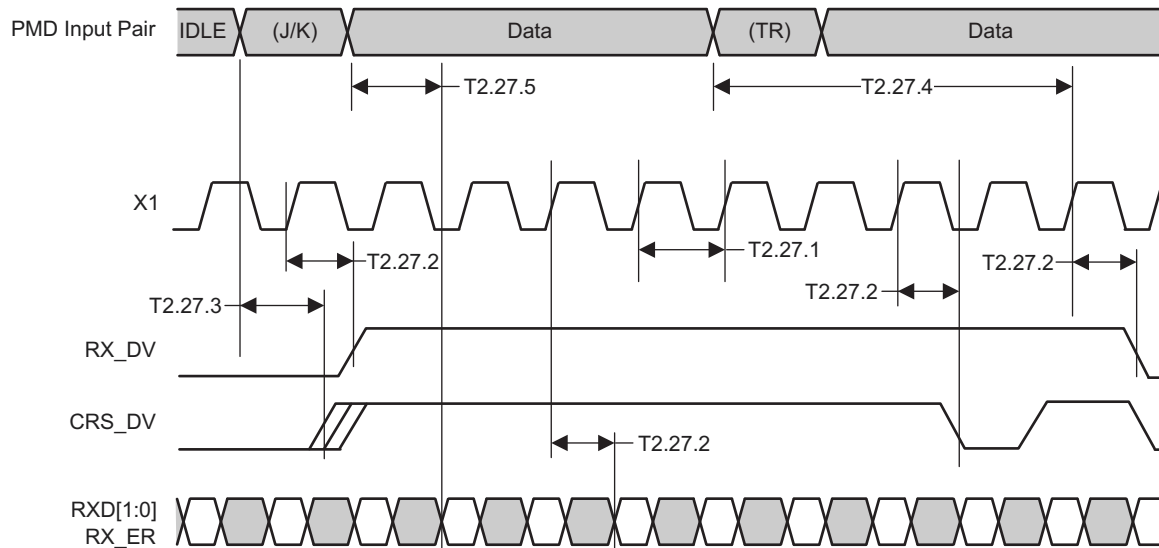 PMD Input Pair IDLE (J/K) Data (TR) Data
T2.27.5 T2.27.4
X1
T2.27.2 T2.27.1 T2.27.2
T2.27.3 T2.27.2
RX_DV
CRS_DV
T2.27.2
RXD[1:0]
RX_ER